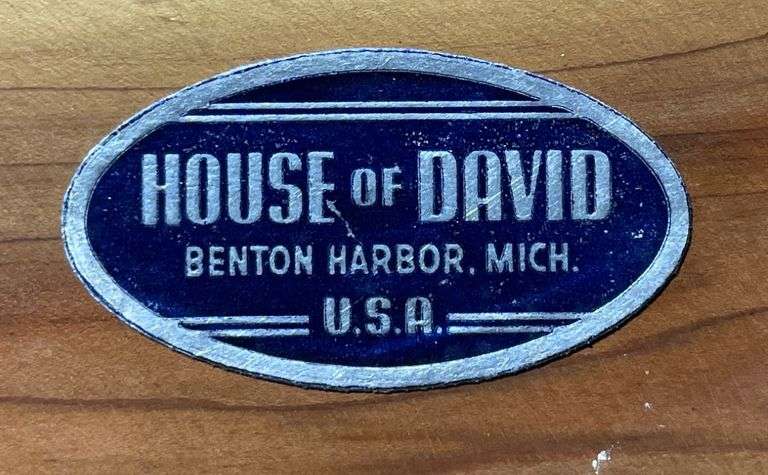 HOUSE OF DAVID
BENTON HARBOR, MICH.
U.S.A.